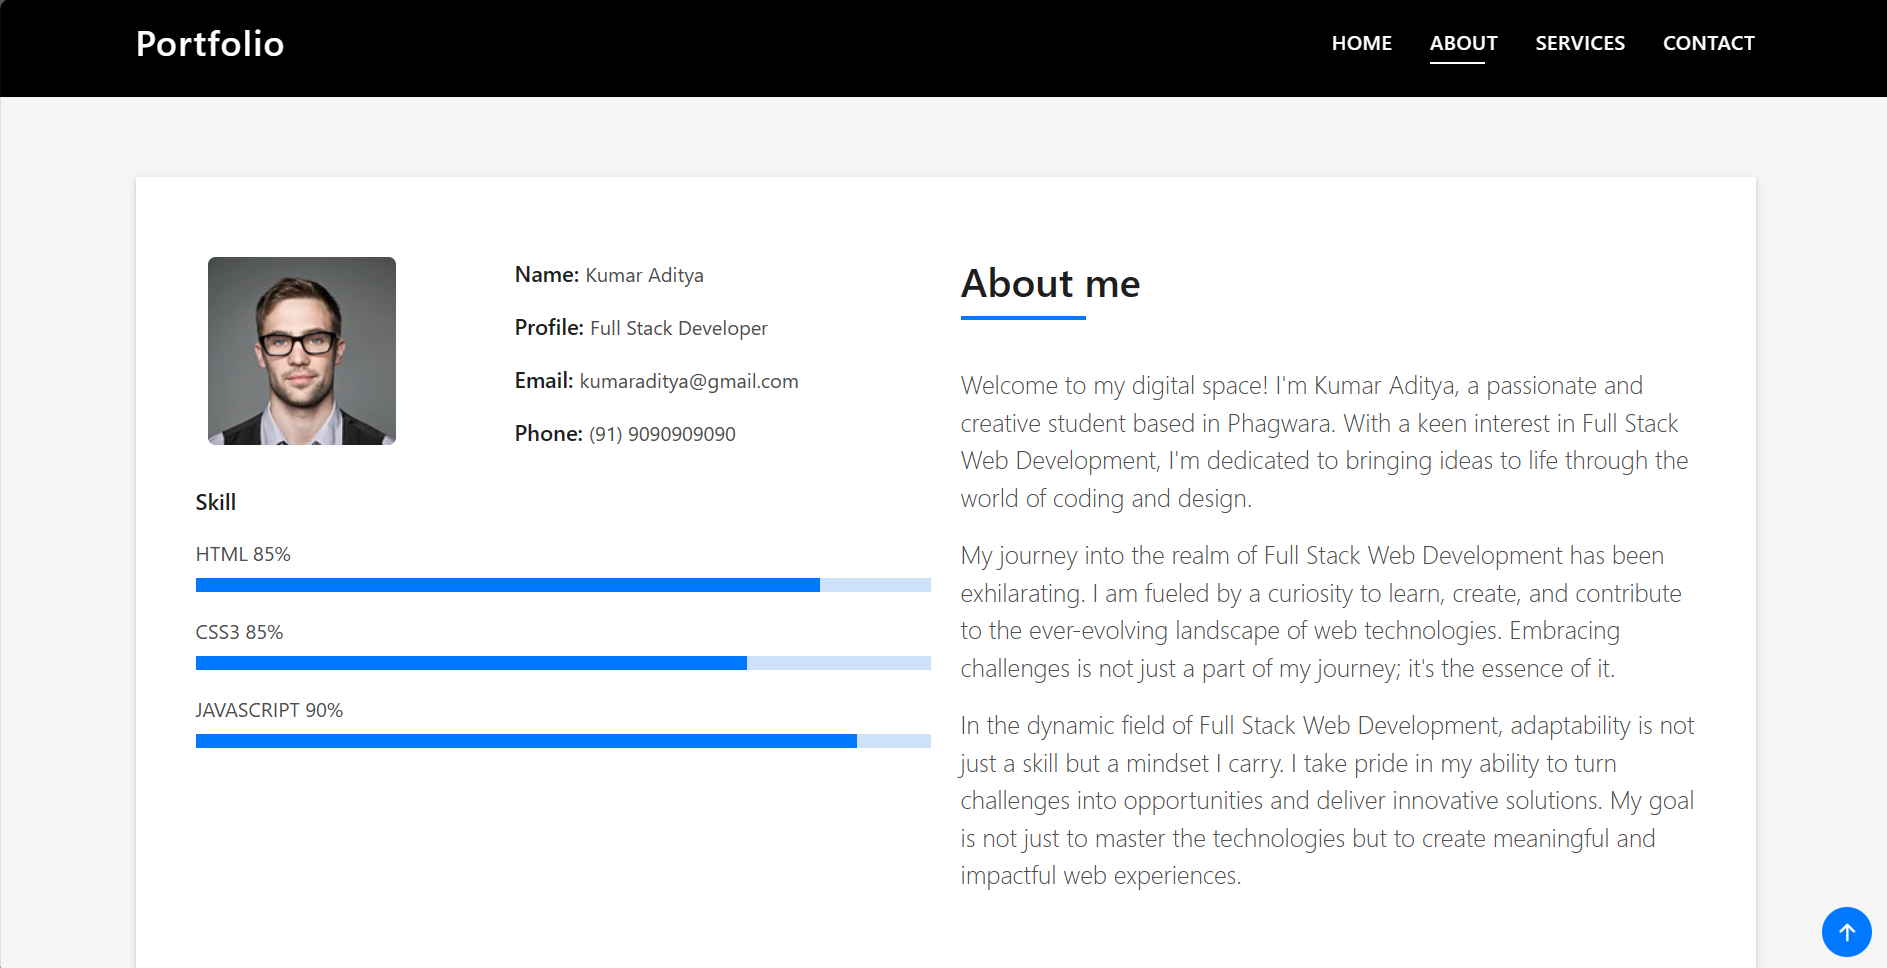 Portfolio
HOME ABOUT SERVICES CONTACT
Name: Kumar Aditya
Profile: Full Stack Developer
Email: kumaraditya@gmail.com
Phone: (91) 9090909090
Skill
HTML 85%
CSS3 85%
JAVASCRIPT 90%
About me
Welcome to my digital space! I'm Kumar Aditya, a passionate and
creative student based in Phagwara. With a keen interest in Full Stack
Web Development, I'm dedicated to bringing ideas to life through the
world of coding and design.
My journey into the realm of Full Stack Web Development has been
exhilarating. I am fueled by a curiosity to learn, create, and contribute
to the ever-evolving landscape of web technologies. Embracing
challenges is not just a part of my journey; it's the essence of it.
In the dynamic field of Full Stack Web Development, adaptability is not
just a skill but a mindset I carry. I take pride in my ability to turn
challenges into opportunities and deliver innovative solutions. My goal
is not just to master the technologies but to create meaningful and
impactful web experiences.